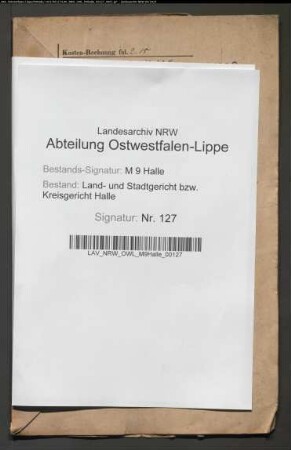 Kosten-Rechnung fol.
Landesarchiv NRW
Abteilung Ostwestfalen-Lippe
Bestands-Signatur: M 9 Halle
Bestand: Land- und Stadtgericht bzw.
Kreisgericht Halle
Signatur: Nr. 127
LAV_NRW_OWL_M9Halle_00127